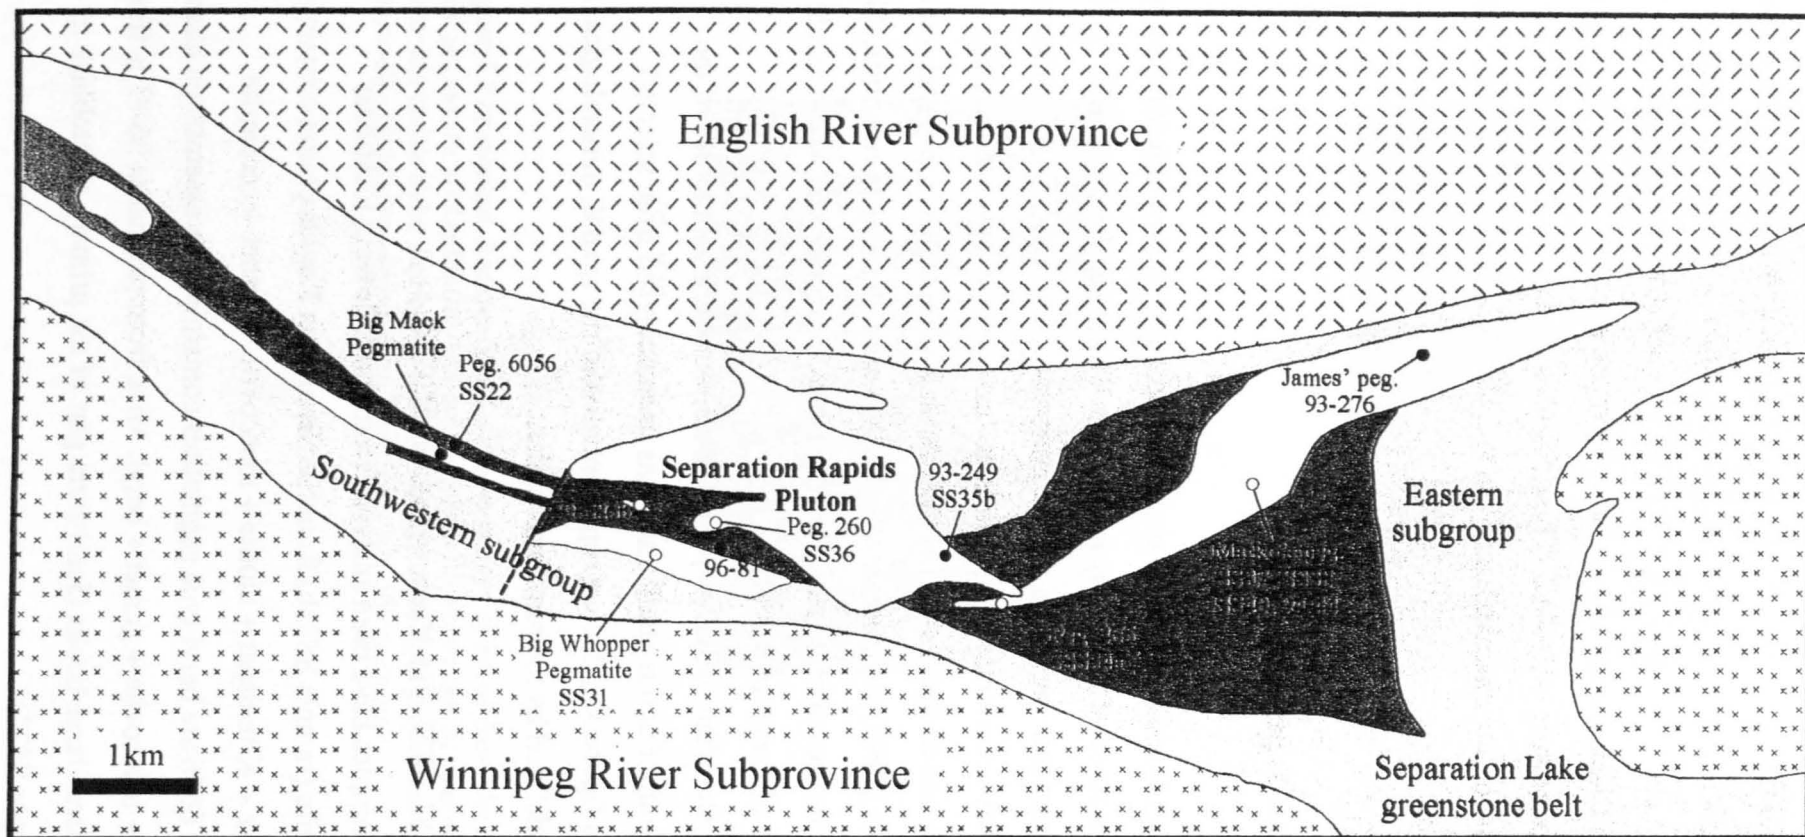 English River Subprovince
Big Mack
Pegmatite
Peg. 6056
SS22
James' peg.
93-276
Separation Rapids
Pluton
93-249
SS35b
Peg. 260
SS36
Eastern
subgroup
Southwestern subgroup
96-81
Big Whopper
Pegmatite
SS31
1km
Winnipeg River Subprovince
Separation Lake
greenstone belt